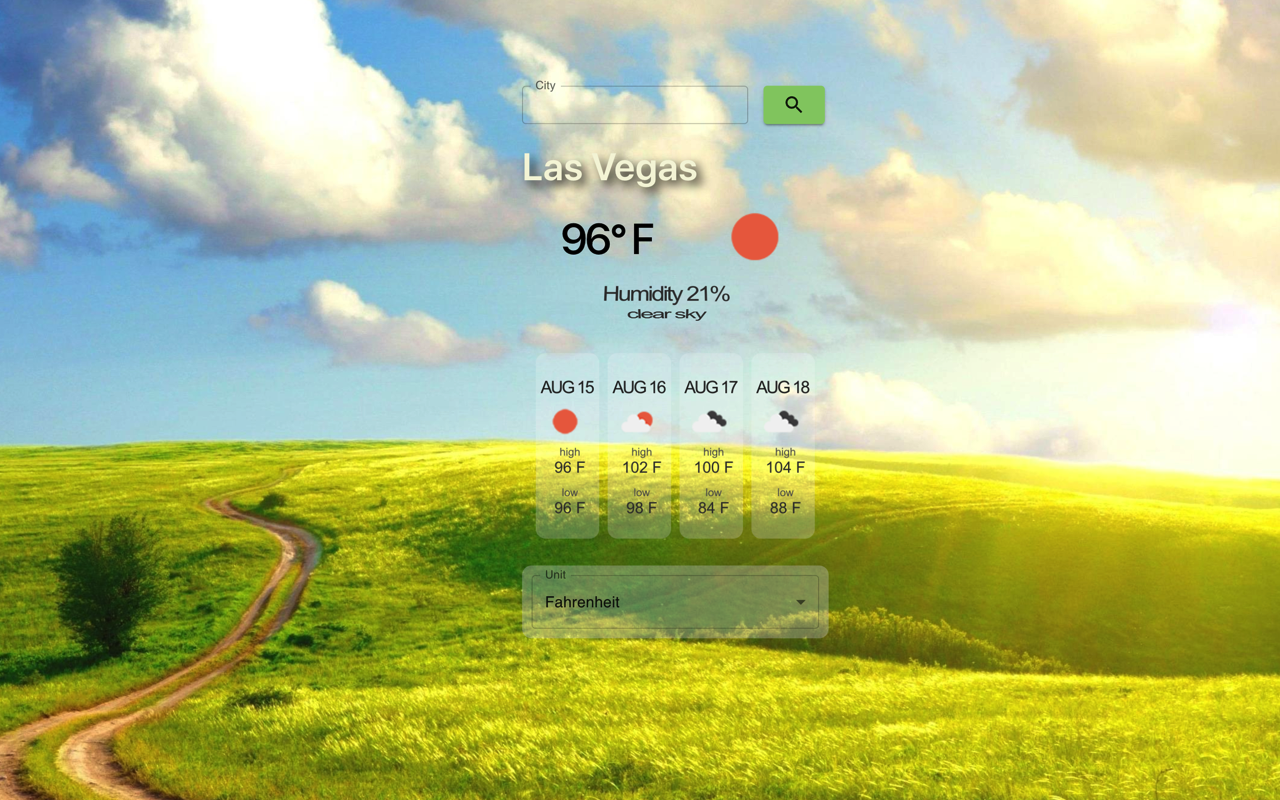 City
Las Vegas
96° F
Humidity 21%
clear sky
AUG 15 AUG 16 AUG 17 AUG 18
high high high high
96 F 102 F 100 F 104 F
low low low low
96 F 98 F 84 F 88 F
Unit
Fahrenheit